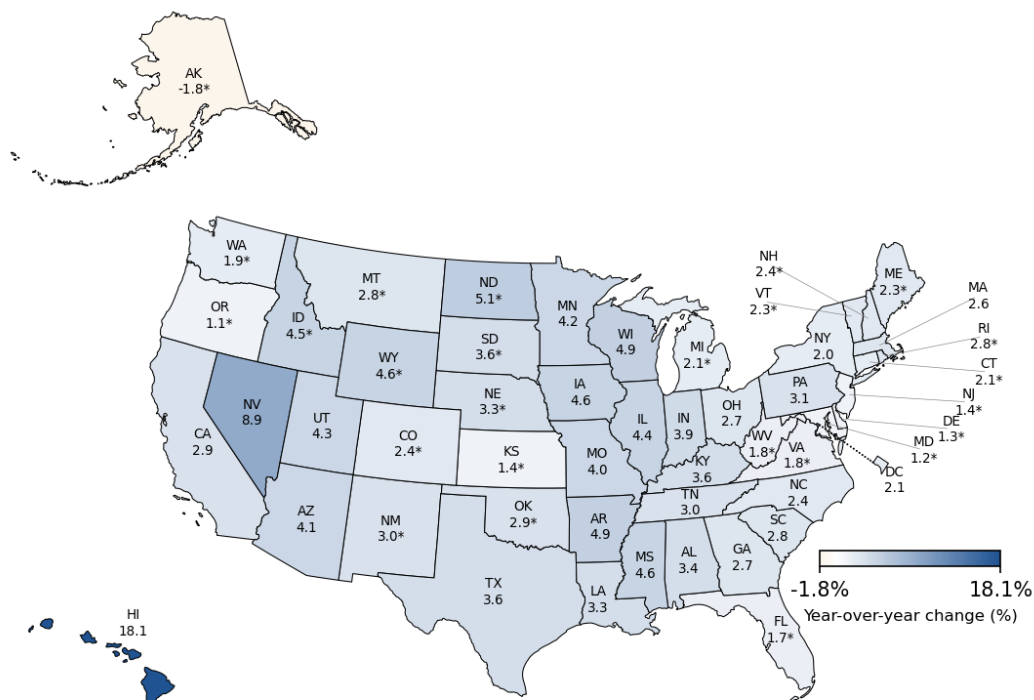 AK
-1.8*
WA
1.9*
OR
1.1*
ID
4.5*
MT
2.8*
ND
5.1*
MN
4.2
WI
4.9
MI
2.1*
NH
2.4*
VT
2.3*
ME
2.3*
MA
2.6
RI
2.8*
CT
2.1*
NJ
1.4*
DE
1.3*
MD
1.2*
DC
2.1
NY
2.0
PA
3.1
SD
3.6*
WY
4.6*
NE
3.3*
IA
4.6
IL
4.4
IN
3.9
OH
2.7
WV
1.8*
VA
1.8*
NV
8.9
UT
4.3
CA
2.9
CO
2.4*
KS
1.4*
MO
4.0
KY
3.6
NC
2.4
TN
3.0
SC
2.8
AZ
4.1
NM
3.0*
OK
2.9*
AR
4.9
MS
4.6
AL
3.4
GA
2.7
TX
3.6
LA
3.3
FL
1.7*
HI
18.1
-1.8%
18.1%
Year-over-year change (%)